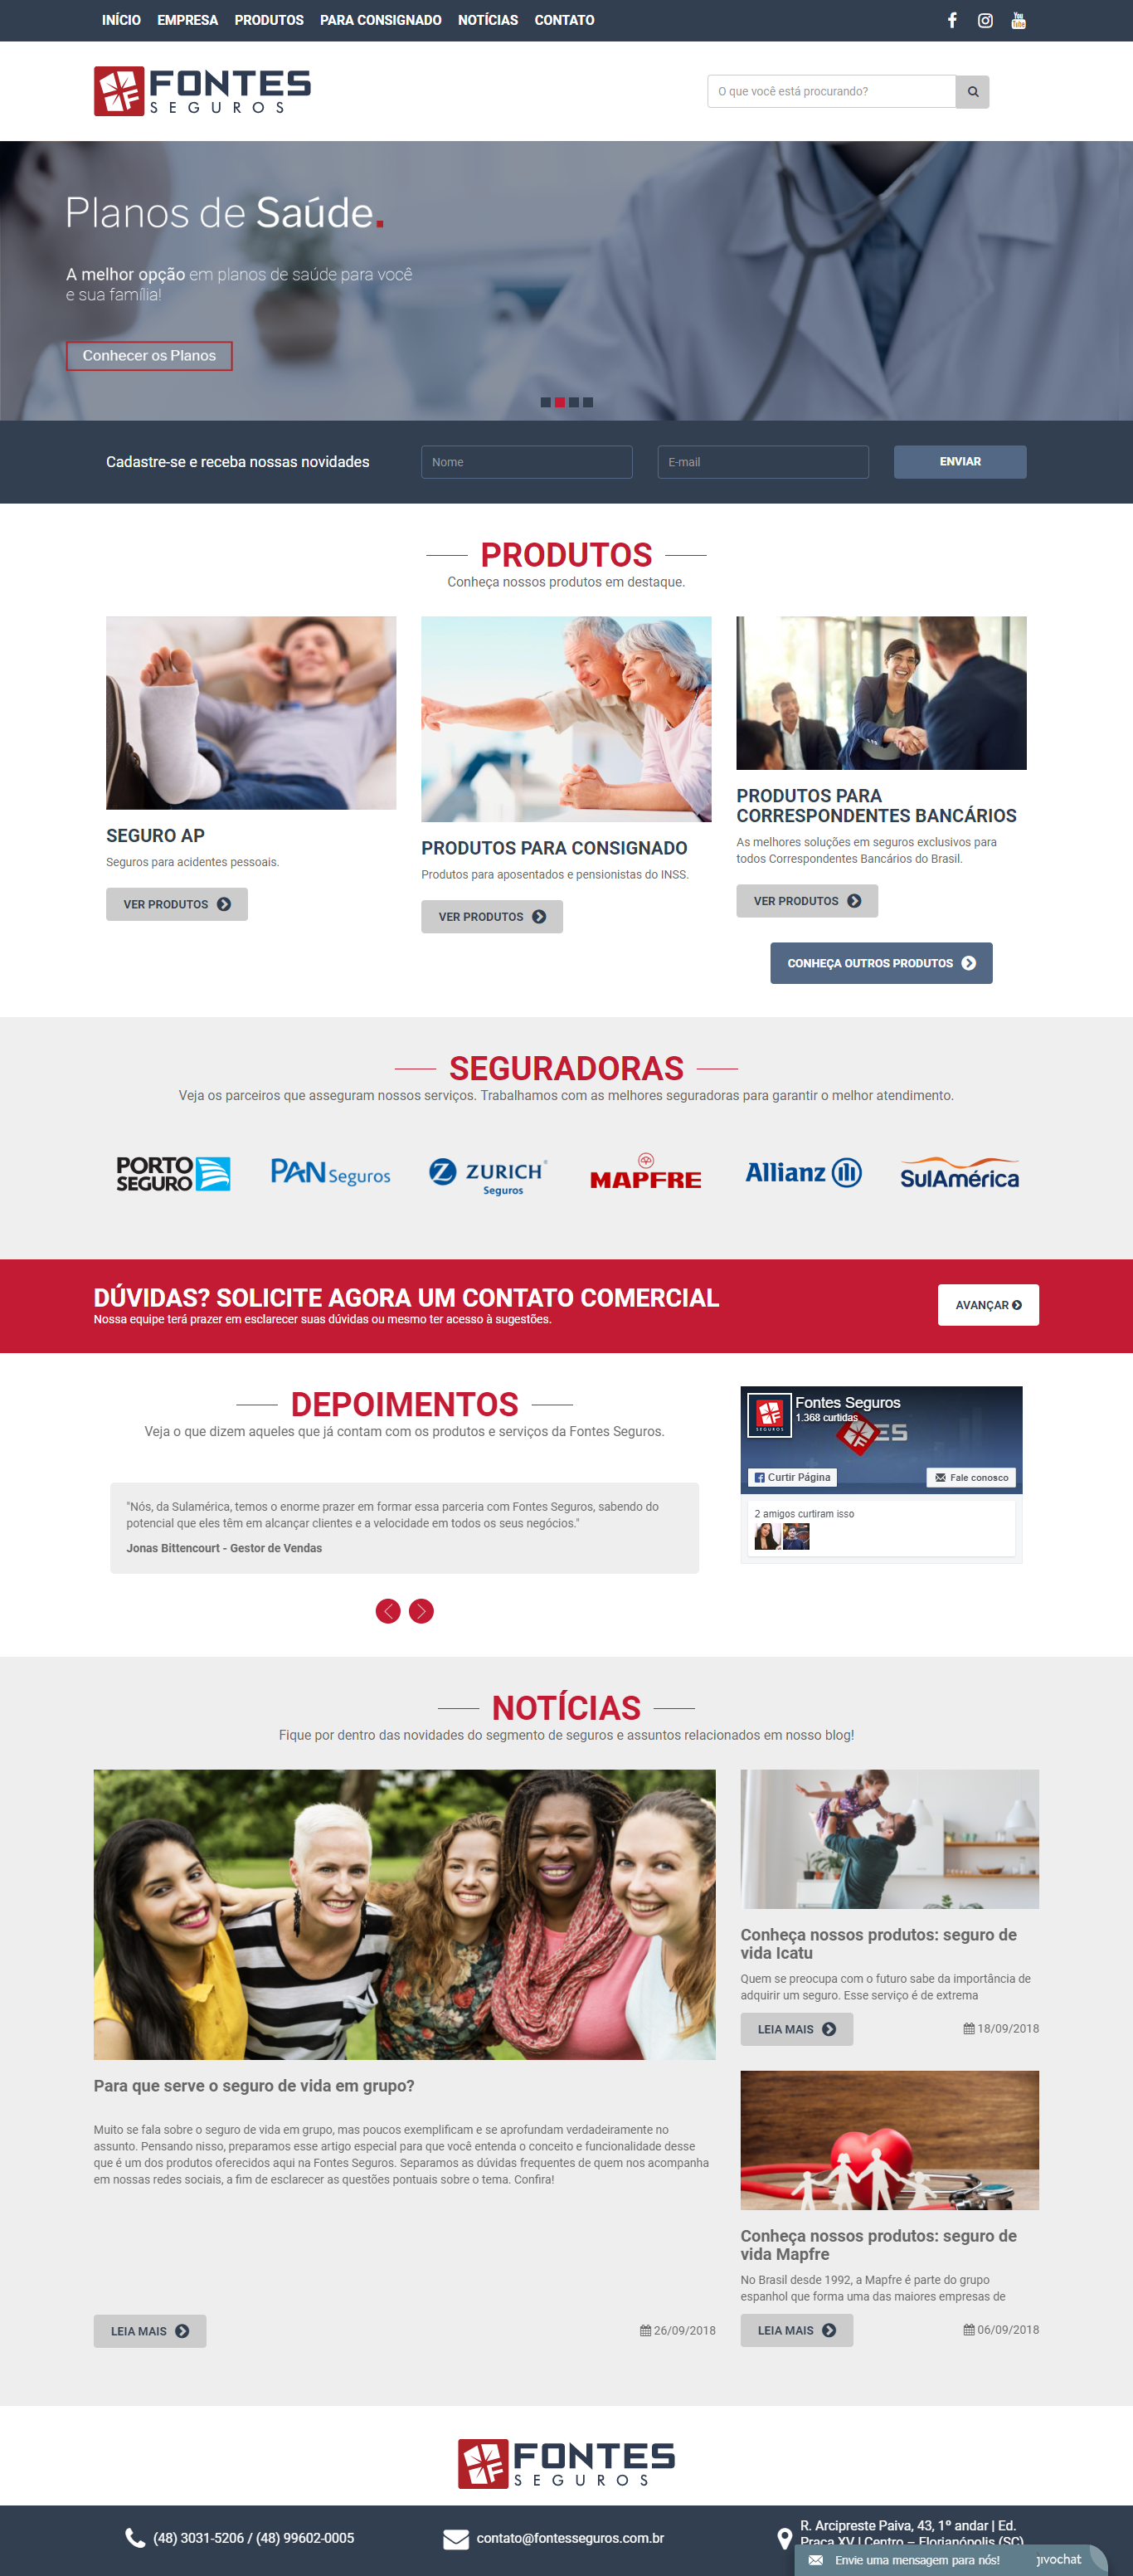 INÍCIO EMPRESA PRODUTOS PARA CONSIGNADO NOTÍCIAS CONTATO
You Tube
FONTES
SEGUROS
O que você está procurando?
Planos de Saúde.
A melhor opção em planos de saúde para você
e sua família!
Conhecer os Planos
Cadastre-se e receba nossas novidades
Nome
E-mail
ENVIAR
PRODUTOS
Conheça nossos produtos em destaque.
SEGURO AP
Seguros para acidentes pessoais.
VER PRODUTOS
PRODUTOS PARA CONSIGNADO
Produtos para aposentados e pensionistas do INSS.
VER PRODUTOS
PRODUTOS PARA
CORRESPONDENTES BANCÁRIOS
As melhores soluções em seguros exclusivos para
todos Correspondentes Bancários do Brasil.
VER PRODUTOS
CONHEÇA OUTROS PRODUTOS
SEGURADORAS
Veja os parceiros que asseguram nossos serviços. Trabalhamos com as melhores seguradoras para garantir o melhor atendimento.
PORTO
SEGURO
PAN Seguros
ZURICH
Seguros
MAPFRE
Allianz
SulAmérica
DÚVIDAS? SOLICITE AGORA UM CONTATO COMERCIAL
Nossa equipe terá prazer em esclarecer suas dúvidas ou mesmo ter acesso à sugestões.
AVANÇAR
DEPOIMENTOS
Veja o que dizem aqueles que já contam com os produtos e serviços da Fontes Seguros.
"Nós, da Sulamérica, temos o enorme prazer em formar essa parceria com Fontes Seguros, sabendo do
potencial que eles têm em alcançar clientes e a velocidade em todos os seus negócios."
Jonas Bittencourt - Gestor de Vendas
Fontes Seguros
1.368 curtidas
SEGUROS
ES
Curtir Página
Fale conosco
2 amigos curtiram isso
NOTÍCIAS
Fique por dentro das novidades do segmento de seguros e assuntos relacionados em nosso blog!
Para que serve o seguro de vida em grupo?
Muito se fala sobre o seguro de vida em grupo, mas poucos exemplificam e se aprofundam verdadeiramente no
assunto. Pensando nisso, preparamos esse artigo especial para que você entenda o conceito e funcionalidade desse
que é um dos produtos oferecidos aqui na Fontes Seguros. Separamos as dúvidas frequentes de quem nos acompanha
em nossas redes sociais, a fim de esclarecer as questões pontuais sobre o tema. Confira!
LEIA MAIS
26/09/2018
Conheça nossos produtos: seguro de
vida Icatu
Quem se preocupa com o futuro sabe da importância de
adquirir um seguro. Esse serviço é de extrema
LEIA MAIS
18/09/2018
Conheça nossos produtos: seguro de
vida Mapfre
No Brasil desde 1992, a Mapfre é parte do grupo
espanhol que forma uma das maiores empresas de
LEIA MAIS
06/09/2018
FONTES
SEGUROS
(48) 3031-5206 / (48) 99602-0005
contato@fontesseguros.com.br
R. Arcipreste Paiva, 43, 1º andar | Ed.
Praça XV | Centro – Florianópolis (SC)
Envie uma mensagem para nós!
jivochat